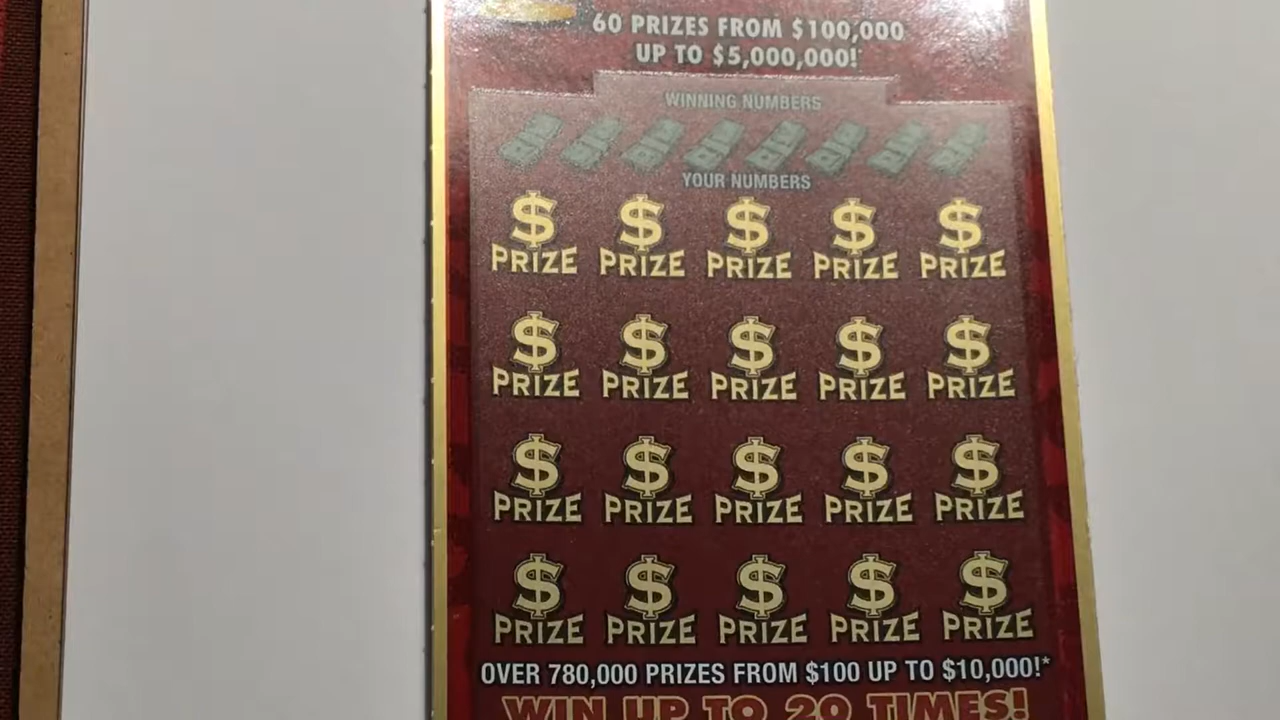 60 PRIZES FROM $100,000
UP TO $5,000,000!*
WINNING NUMBERS
YOUR NUMBERS
$ $ $ $ $
PRIZE PRIZE PRIZE PRIZE PRIZE
$ $ $ $ $
PRIZE PRIZE PRIZE PRIZE PRIZE
$ $ $ $ $
PRIZE PRIZE PRIZE PRIZE PRIZE
$ $ $ $ $
PRIZE PRIZE PRIZE PRIZE PRIZE
OVER 780,000 PRIZES FROM $100 UP TO $10,000!*
WIN UP TO 20 TIMES!